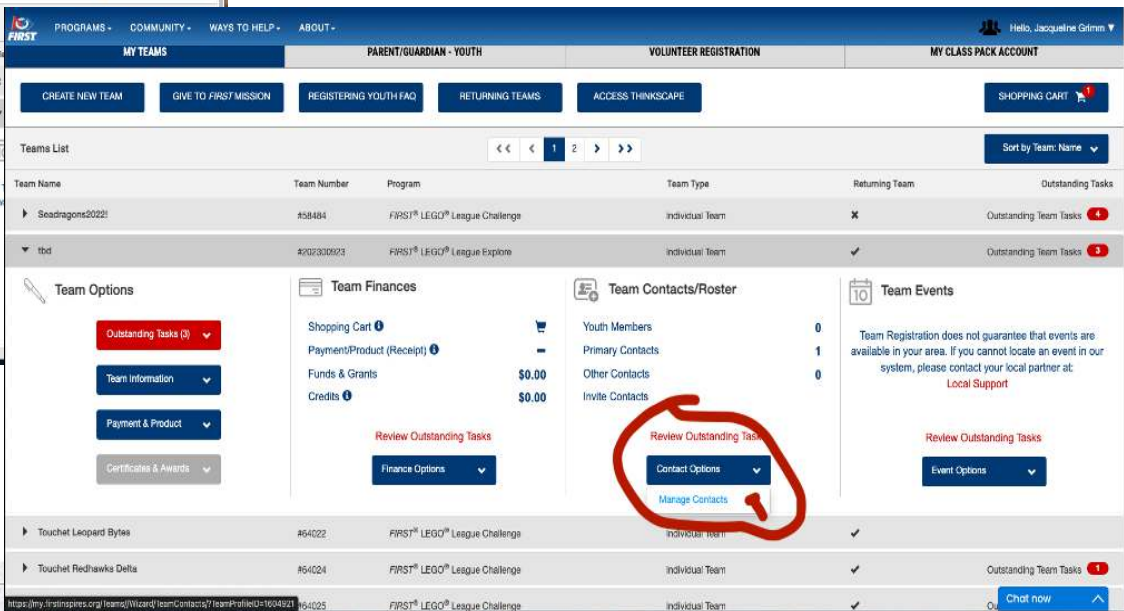 FIRST PROGRAMS COMMUNITY WAYS TO HELP ABOUT Hello, Jacqueline Grimm
MY TEAMS PARENT/GUARDIAN - YOUTH VOLUNTEER REGISTRATION MY CLASS PACK ACCOUNT
CREATE NEW TEAM GIVE TO FIRST MISSION REGISTERING YOUTH FAQ RETURNING TEAMS ACCESS THINKSCAPE SHOPPING CART 1
Teams List << < 1 2 > >> Sort by Team: Name
Team Name Team Number Program Team Type Returning Team Outstanding Tasks
Seadragons2022! #58484 FIRST® LEGO® League Challenge Individual Team Outstanding Team Tasks 4
tbd #202300923 FIRST® LEGO® League Explore Individual Team Outstanding Team Tasks 3
Team Options
Outstanding Tasks (3)
Team Information
Payment & Product
Certificates & Awards
Team Finances
Shopping Cart
Payment/Product (Receipt)
Funds & Grants $0.00
Credits $0.00
Review Outstanding Tasks
Finance Options
Team Contacts/Roster
Youth Members 0
Primary Contacts 1
Other Contacts 0
Invite Contacts
Review Outstanding
Contact Options
Manage Contacts
10 Team Events
Team Registration does not guarantee that events are
available in your area. If you cannot locate an event in our
system, please contact your local partner at:
Local Support
Review Outstanding Tasks
Event Options
Touchet Leopard Bytes #64022 FIRST® LEGO® League Challenge Individual Team
Touchet Redhawks Delta #64024 FIRST® LEGO® League Challenge Individual Team Outstanding Team Tasks 1
https://my.firstinspires.org/Teams//Wizard/TeamContacts/?TeamProfileID=1604921 #64025 FIRST® LEGO® League Challenge Individual Team Chat now